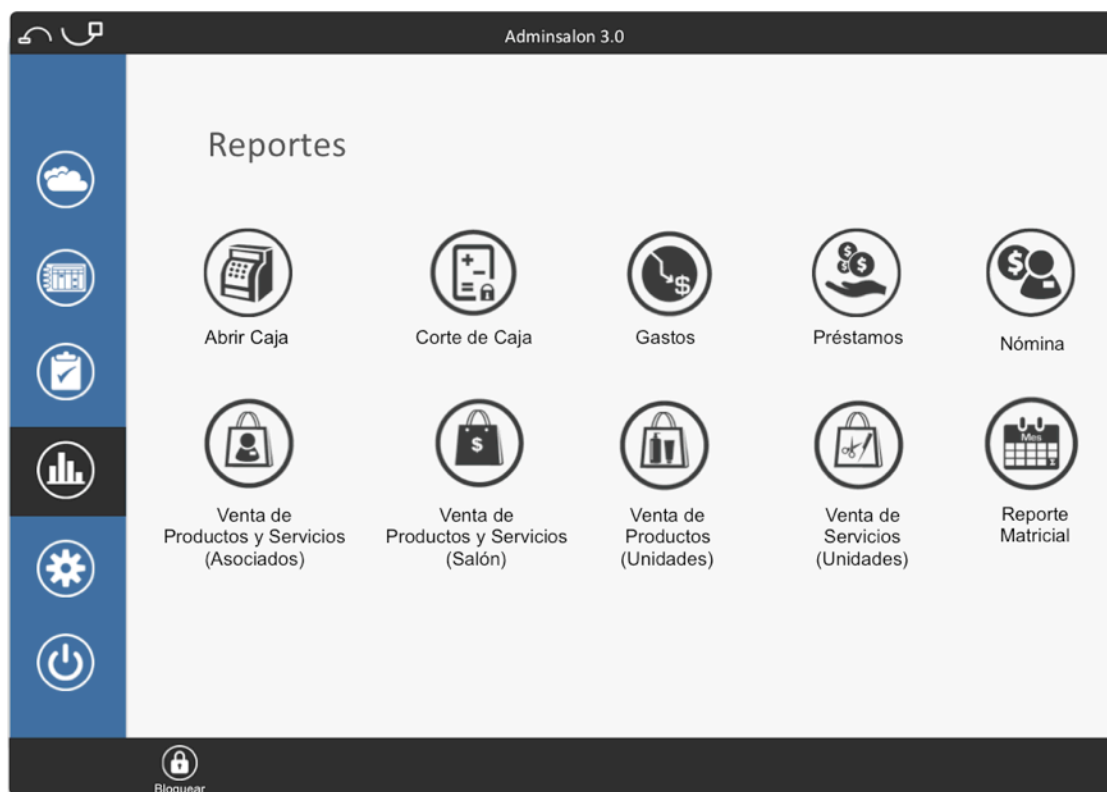 Adminsalon 3.0
Reportes
Abrir Caja
Corte de Caja
Gastos
Préstamos
Nómina
Venta de
Productos y Servicios
(Asociados)
Venta de
Productos y Servicios
(Salón)
Venta de
Productos
(Unidades)
Venta de
Servicios
(Unidades)
Mes
Reporte
Matricial
Bloquear